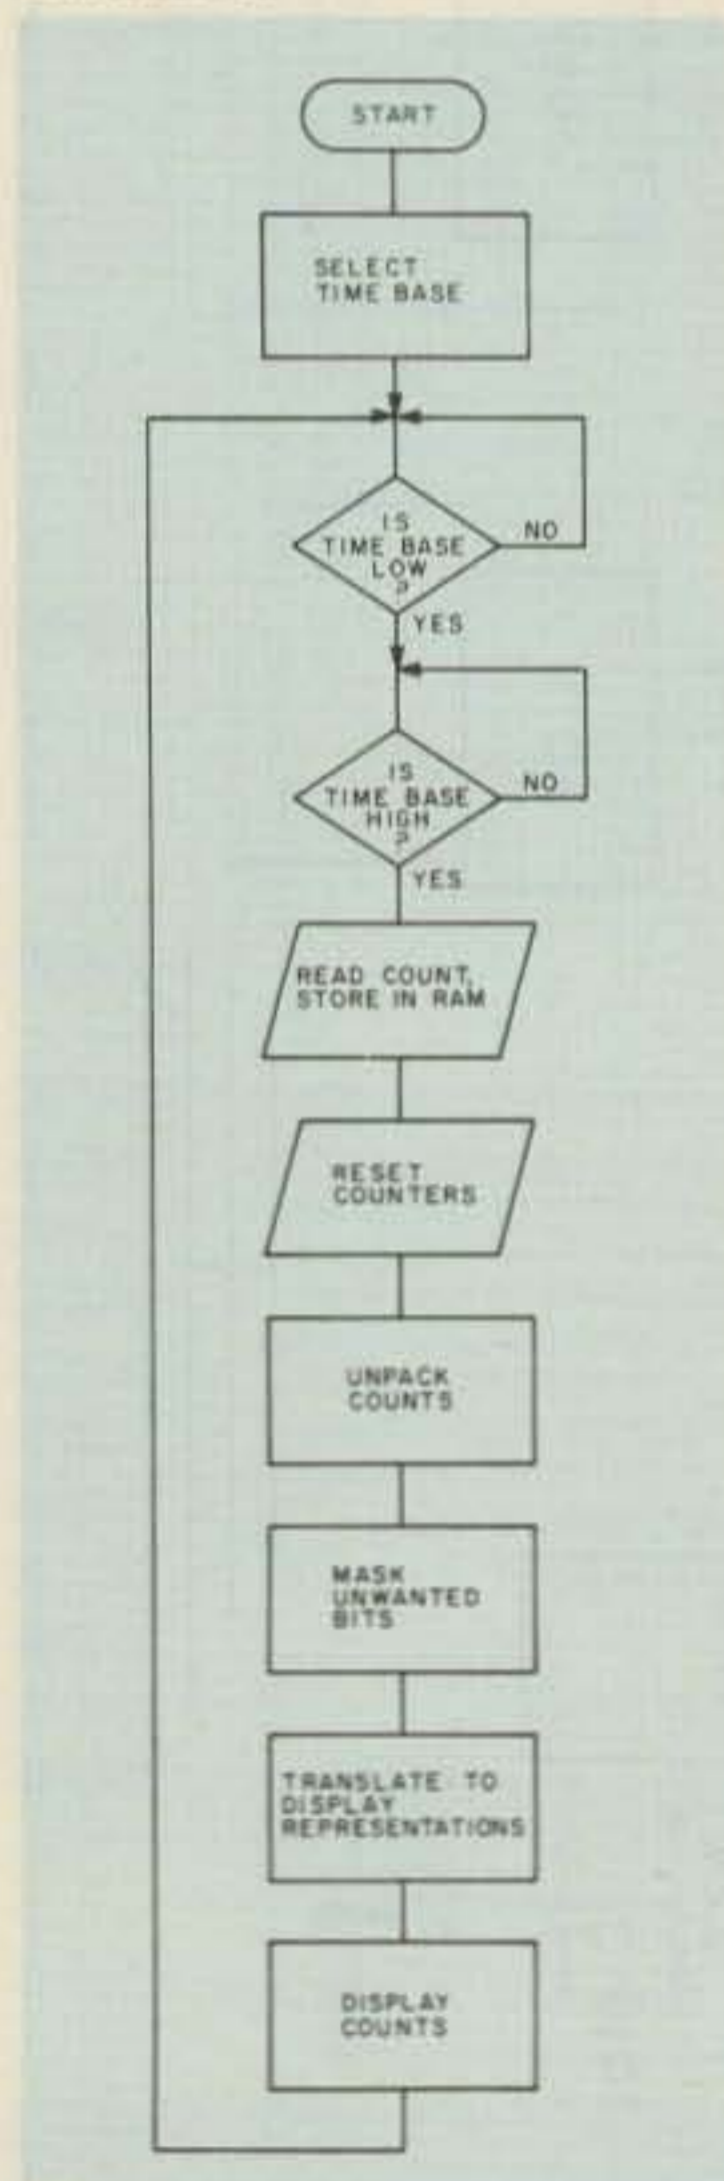 START
SELECT
TIME BASE
IS
TIME BASE
LOW
?
NO
YES
IS
TIME BASE
HIGH
?
NO
YES
READ COUNT,
STORE IN RAM
RESET
COUNTERS
UNPACK
COUNTS
MASK
UNWANTED
BITS
TRANSLATE TO
DISPLAY
REPRESENTATIONS
DISPLAY
COUNTS